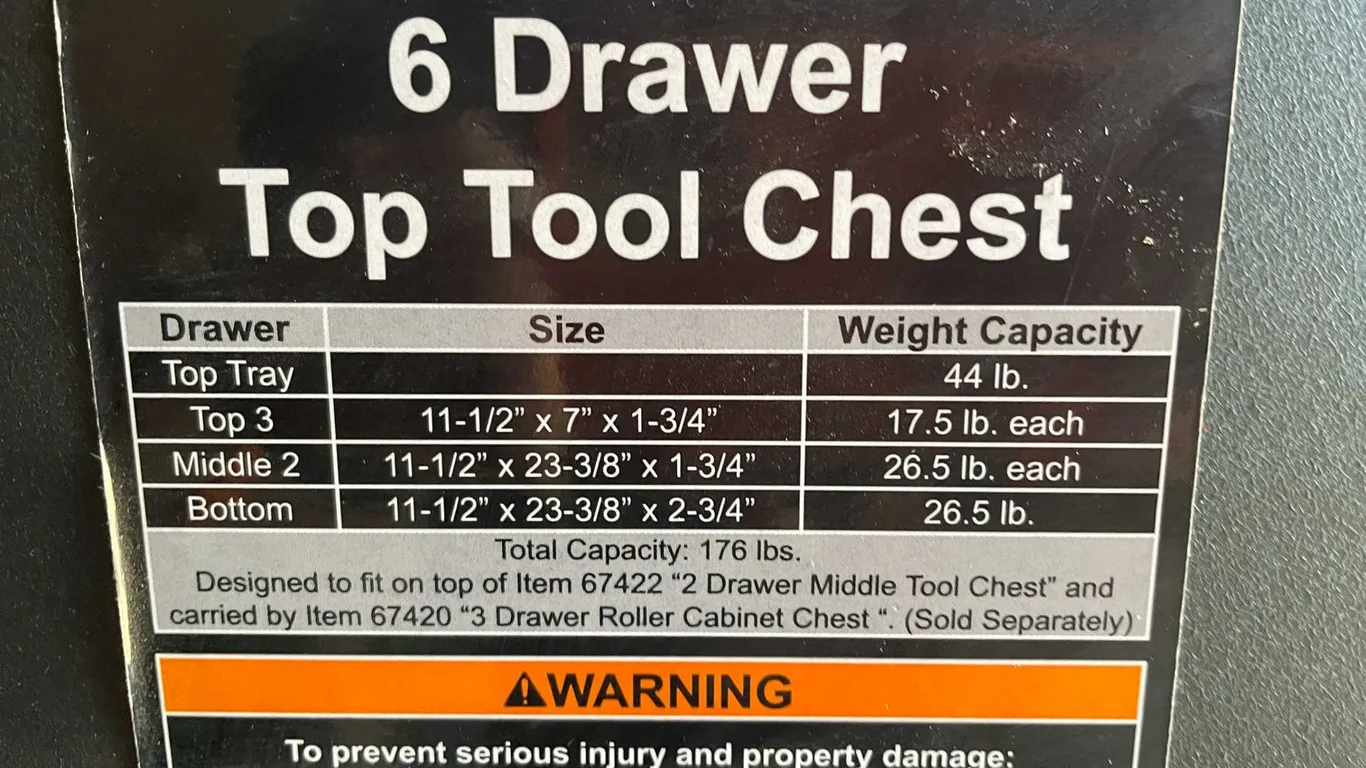 6 Drawer
Top Tool Chest
Drawer Size Weight Capacity
Top Tray 44 lb.
Top 3 11-1/2” x 7” x 1-3/4” 17.5 lb. each
Middle 2 11-1/2” x 23-3/8” x 1-3/4” 26.5 lb. each
Bottom 11-1/2” x 23-3/8” x 2-3/4” 26.5 lb.
Total Capacity: 176 lbs.
Designed to fit on top of Item 67422 “2 Drawer Middle Tool Chest” and
carried by Item 67420 “3 Drawer Roller Cabinet Chest “. (Sold Separately)
⚠WARNING
To prevent serious injury and property damage: